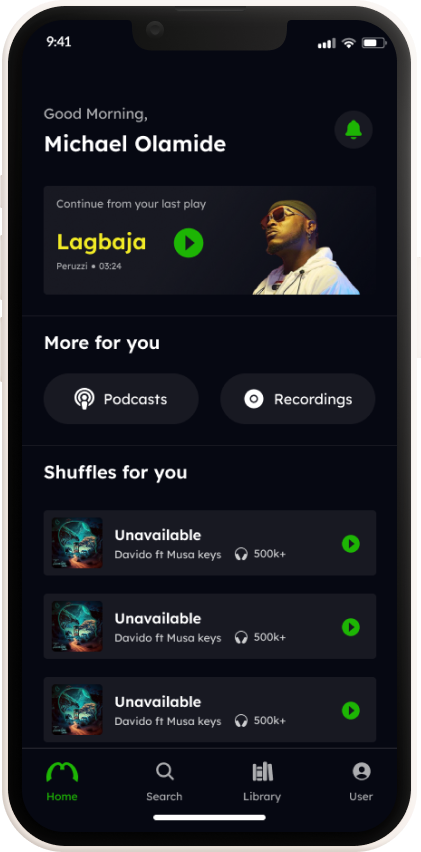 9:41
Good Morning,
Michael Olamide
Continue from your last play
Lagbaja
Peruzzi • 03:24
More for you
Podcasts Recordings
Shuffles for you
Unavailable
Davido ft Musa keys 500k+
Unavailable
Davido ft Musa keys 500k+
Unavailable
Davido ft Musa keys 500k+
Home Search Library User